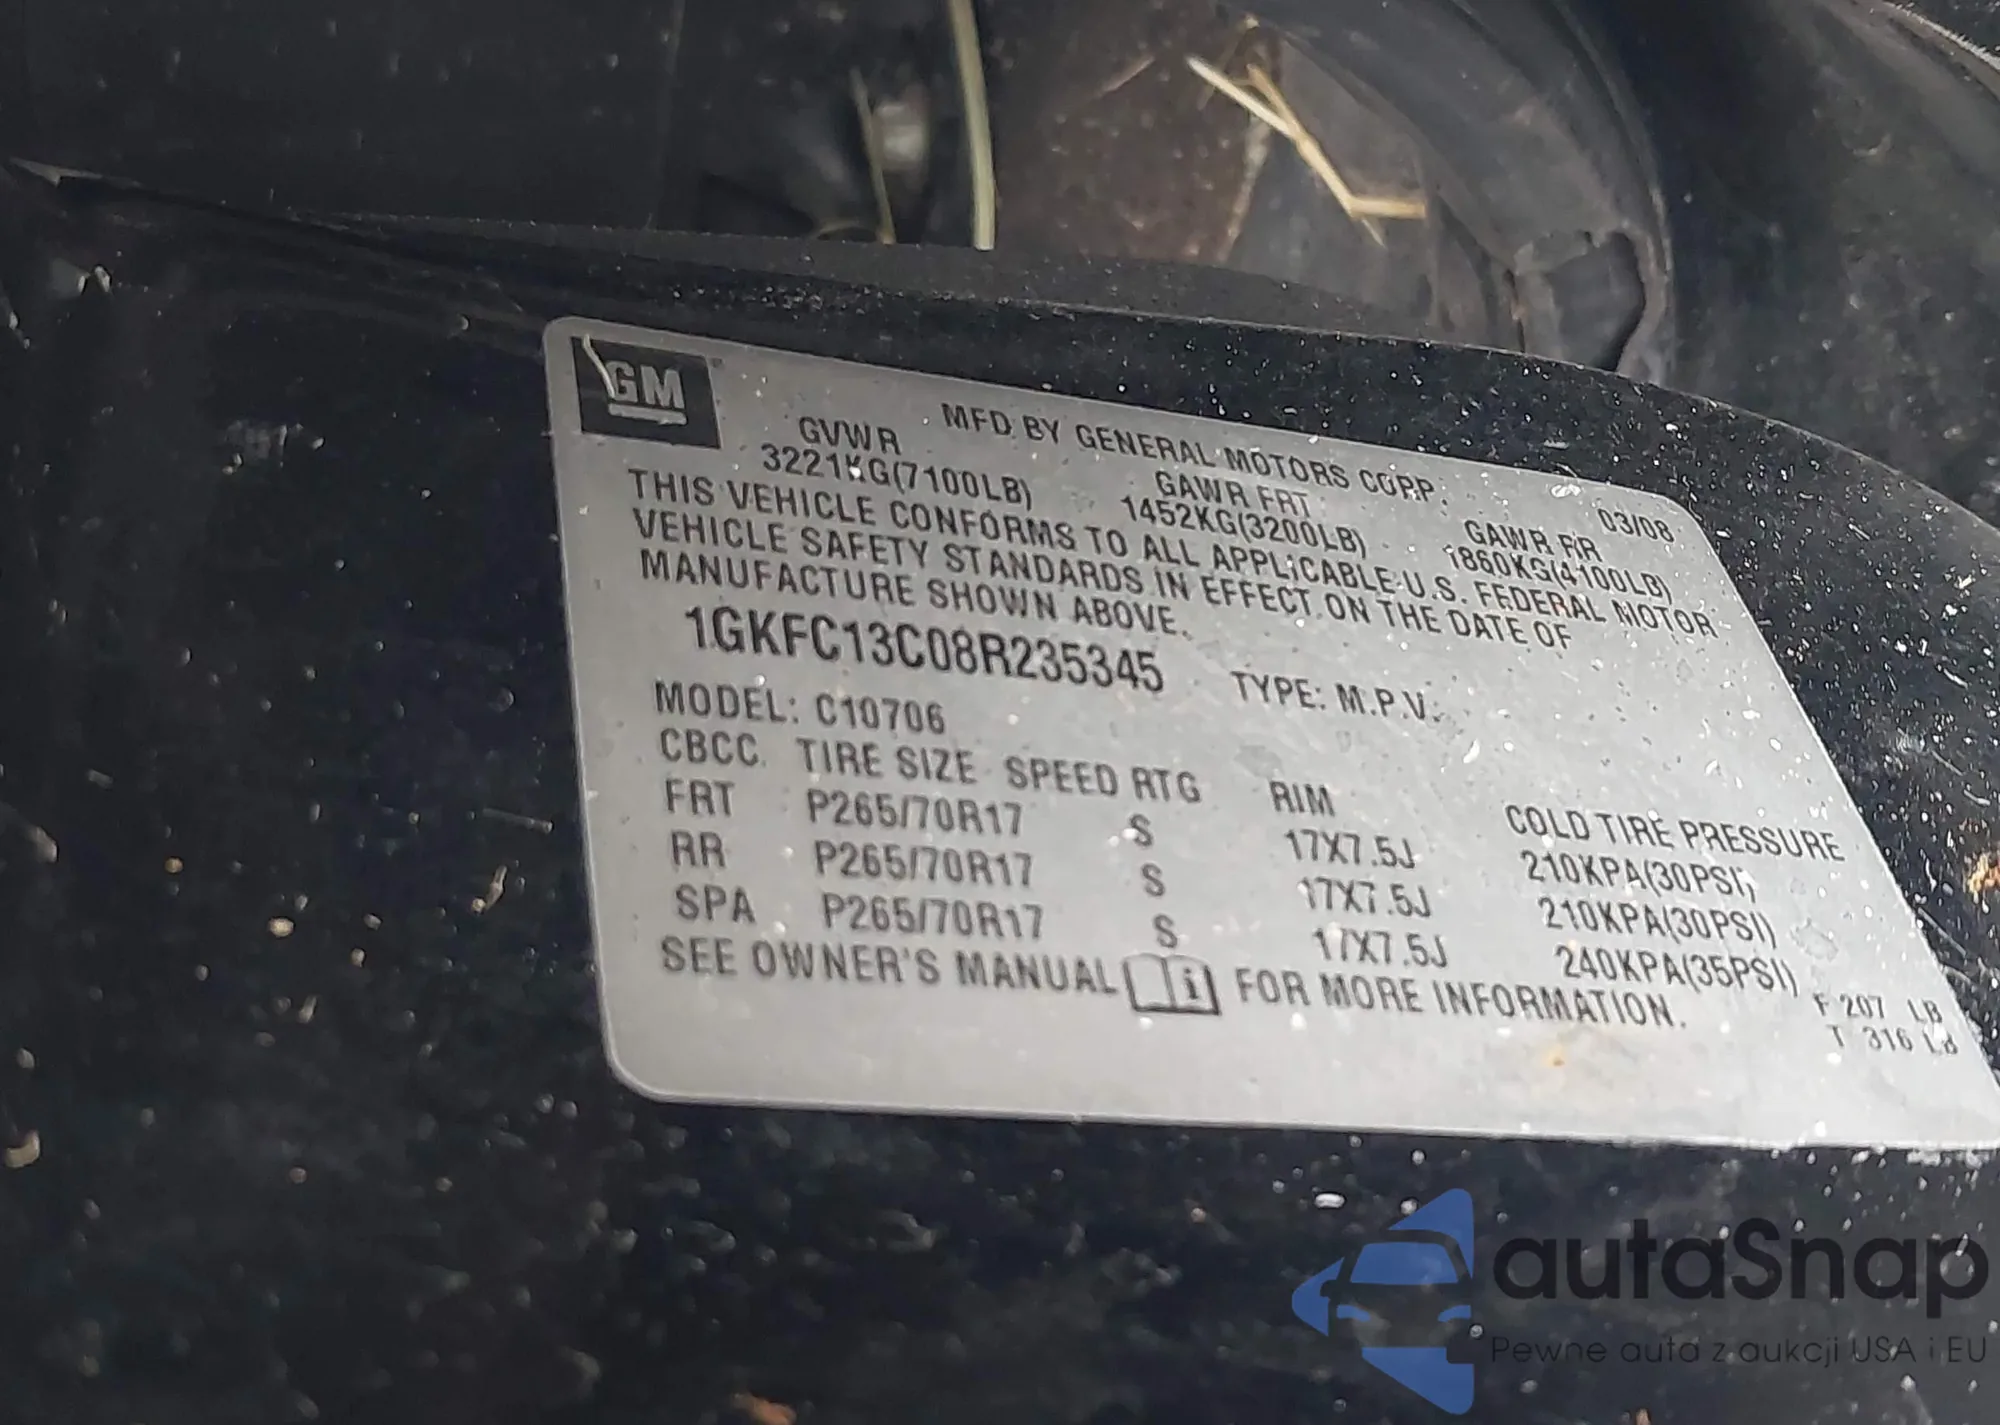 GM
MFD. BY GENERAL MOTORS CORP. 03/08
GVWR GAWR FRT GAWR RR
3221KG(7100LB) 1452KG(3200LB) 1860KG(4100LB)
THIS VEHICLE CONFORMS TO ALL APPLICABLE U.S. FEDERAL MOTOR
VEHICLE SAFETY STANDARDS IN EFFECT ON THE DATE OF
MANUFACTURE SHOWN ABOVE.
1GKFC13C08R235345 TYPE: M.P.V.
MODEL: C10706
CBCC TIRE SIZE SPEED RTG RIM COLD TIRE PRESSURE
FRT P265/70R17 S 17X7.5J 210KPA(30PSI)
RR P265/70R17 S 17X7.5J 210KPA(30PSI)
SPA P265/70R17 S 17X7.5J 240KPA(35PSI)
SEE OWNER'S MANUAL i FOR MORE INFORMATION.
F 207 LB
T 316 LB
autoSnap
Pewne auta z aukcji USA i EU